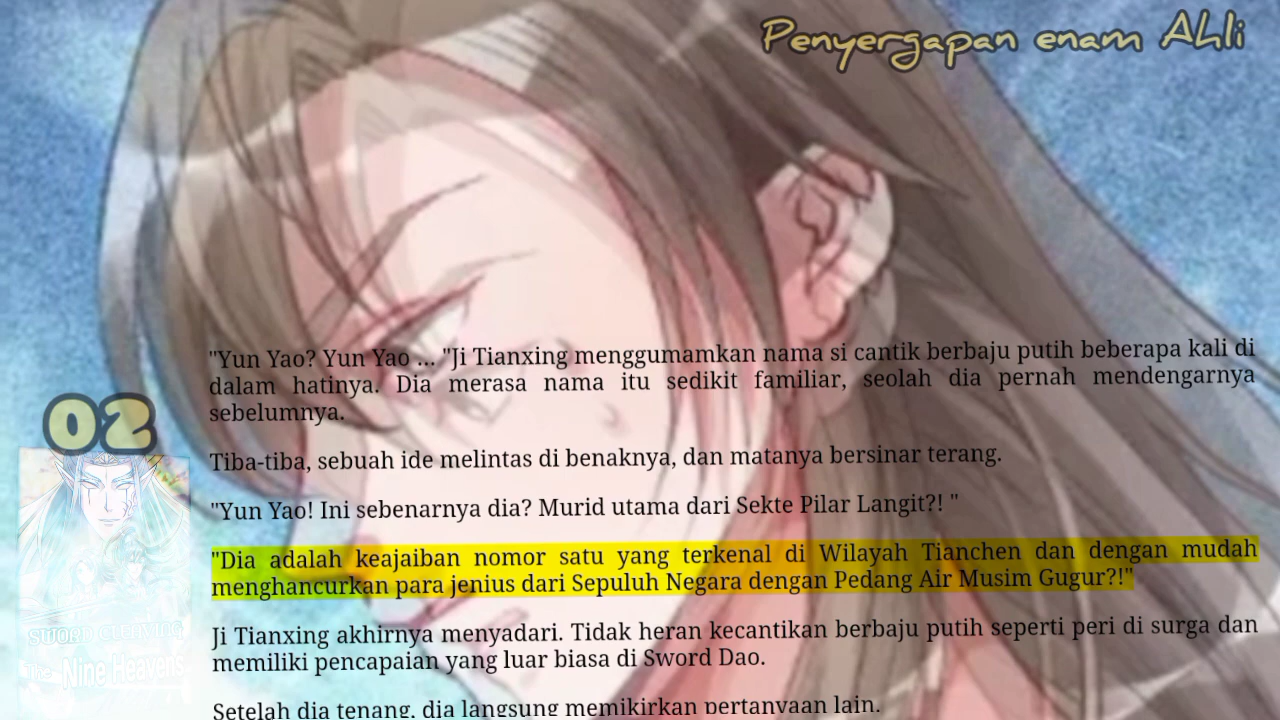 Penyergapan enam Ahli
"Yun Yao? Yun Yao ... "Ji Tianxing menggumamkan nama si cantik berbaju putih beberapa kali di
dalam hatinya. Dia merasa nama itu sedikit familiar, seolah dia pernah mendengarnya
sebelumnya.
Tiba-tiba, sebuah ide melintas di benaknya, dan matanya bersinar terang.
"Yun Yao! Ini sebenarnya dia? Murid utama dari Sekte Pilar Langit?! "
"Dia adalah keajaiban nomor satu yang terkenal di Wilayah Tianchen dan dengan mudah
menghancurkan para jenius dari Sepuluh Negara dengan Pedang Air Musim Gugur?!"
Ji Tianxing akhirnya menyadari. Tidak heran kecantikan berbaju putih seperti peri di surga dan
memiliki pencapaian yang luar biasa di Sword Dao.
Setelah dia tenang, dia langsung memikirkan pertanyaan lain.
02
SWORD CLEAVING
The Nine Heavens